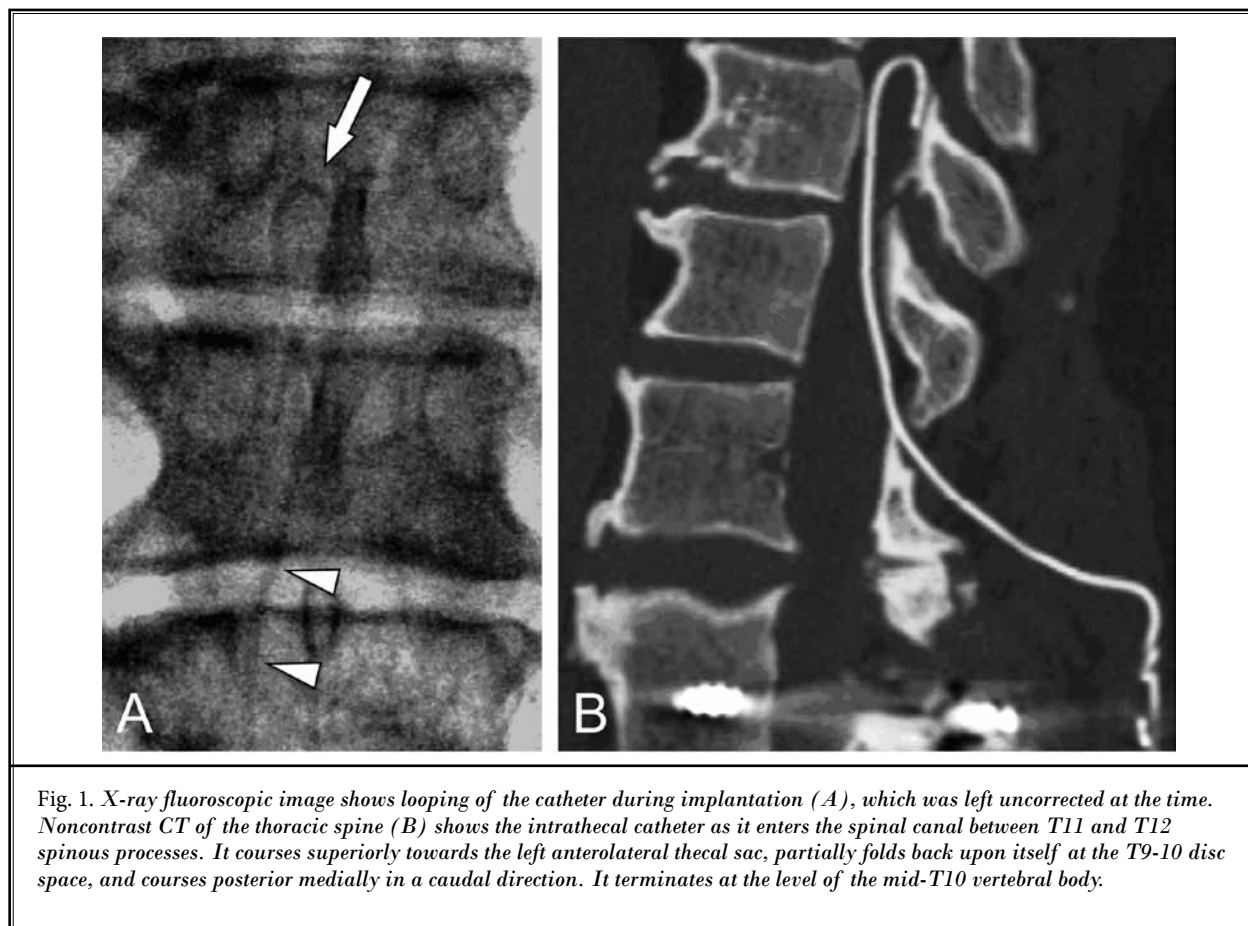 A
B
Fig. 1. X-ray fluoroscopic image shows looping of the catheter during implantation (A), which was left uncorrected at the time.
Noncontrast CT of the thoracic spine (B) shows the intrathecal catheter as it enters the spinal canal between T11 and T12
spinous processes. It courses superiorly towards the left anterolateral thecal sac, partially folds back upon itself at the T9-10 disc
space, and courses posterior medially in a caudal direction. It terminates at the level of the mid-T10 vertebral body.